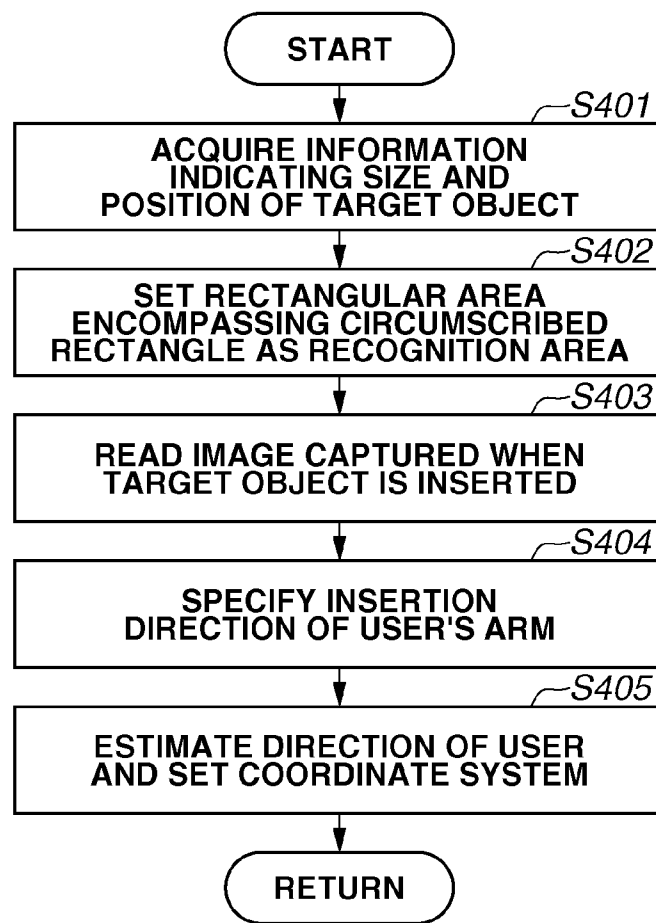 START
S401
ACQUIRE INFORMATION
INDICATING SIZE AND
POSITION OF TARGET OBJECT
S402
SET RECTANGULAR AREA
ENCOMPASSING CIRCUMSCRIBED
RECTANGLE AS RECOGNITION AREA
S403
READ IMAGE CAPTURED WHEN
TARGET OBJECT IS INSERTED
S404
SPECIFY INSERTION
DIRECTION OF USER'S ARM
S405
ESTIMATE DIRECTION OF USER
AND SET COORDINATE SYSTEM
RETURN